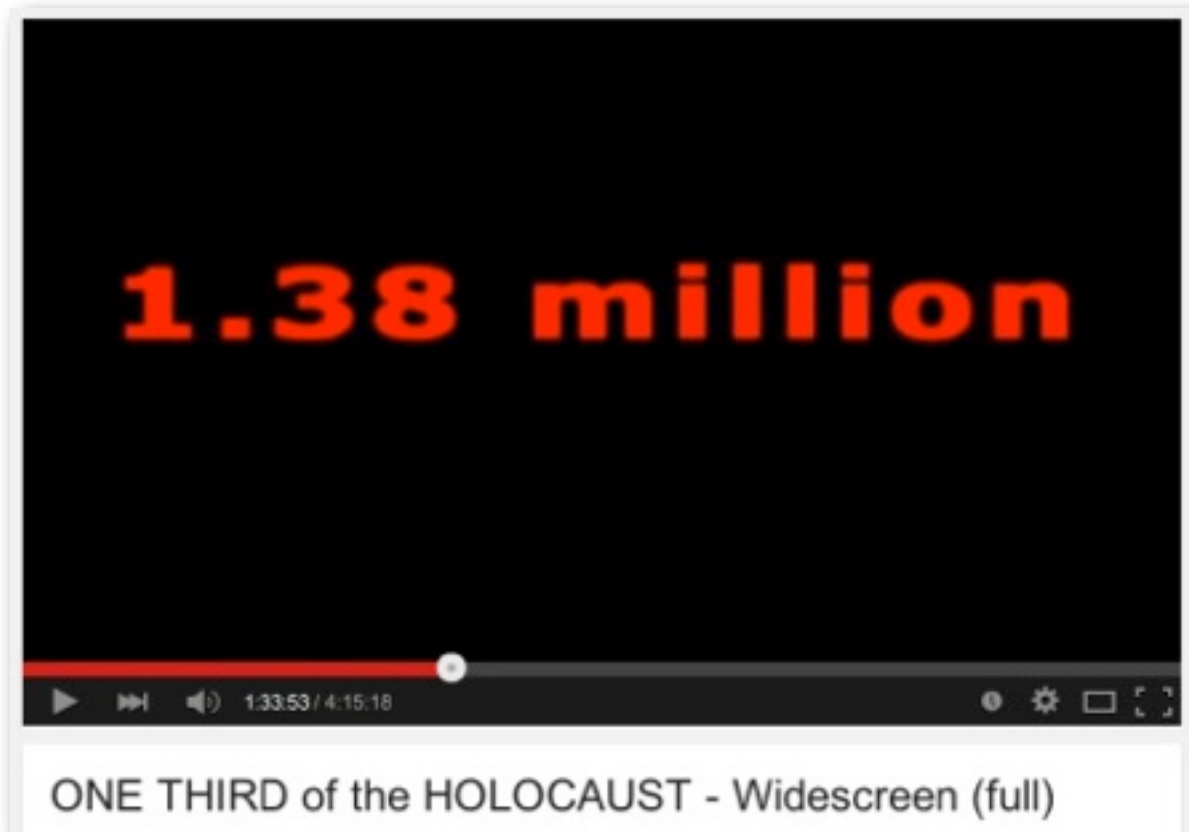 1.38 million
1:33:53 / 4:15:18
ONE THIRD of the HOLOCAUST - Widescreen (full)